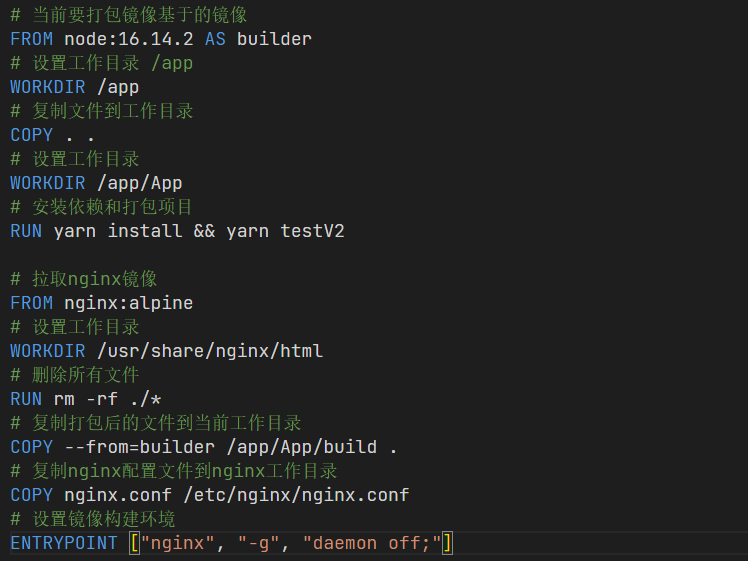 # 当前要打包镜像基于的镜像
FROM node:16.14.2 AS builder
# 设置工作目录 /app
WORKDIR /app
# 复制文件到工作目录
COPY . .
# 设置工作目录
WORKDIR /app/App
# 安装依赖和打包项目
RUN yarn install && yarn testV2
# 拉取nginx镜像
FROM nginx:alpine
# 设置工作目录
WORKDIR /usr/share/nginx/html
# 删除所有文件
RUN rm -rf ./*
# 复制打包后的文件到当前工作目录
COPY --from=builder /app/App/build .
# 复制nginx配置文件到nginx工作目录
COPY nginx.conf /etc/nginx/nginx.conf
# 设置镜像构建环境
ENTRYPOINT ["nginx", "-g", "daemon off;"]